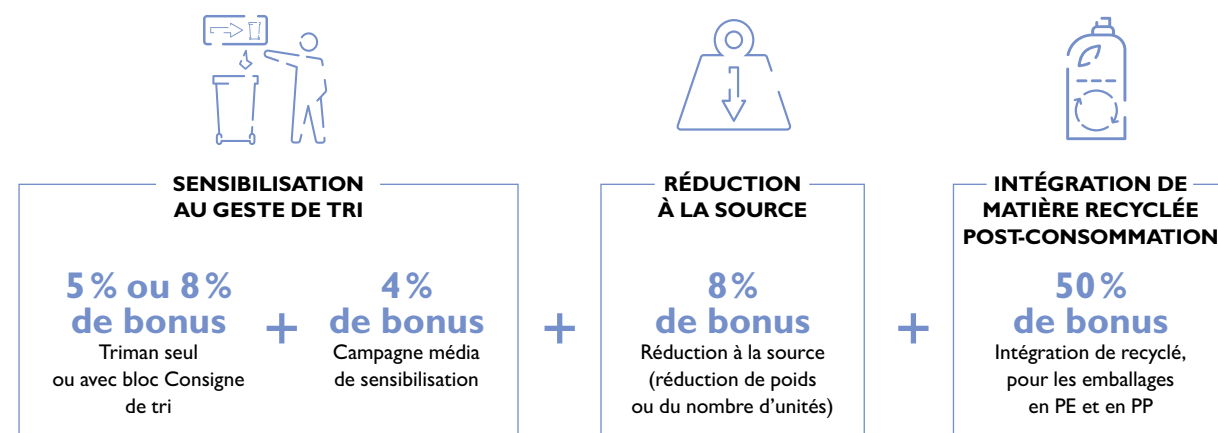 SENSIBILISATION
AU GESTE DE TRI
5 % ou 8 %
de bonus
Triman seul
ou avec bloc Consigne
de tri
+
4 %
de bonus
Campagne média
de sensibilisation
+
RÉDUCTION
À LA SOURCE
8 %
de bonus
Réduction à la source
(réduction de poids
ou du nombre d’unités)
+
INTÉGRATION DE
MATIÈRE RECYCLÉE
POST-CONSOMMATION
50 %
de bonus
Intégration de recyclé,
pour les emballages
en PE et en PP